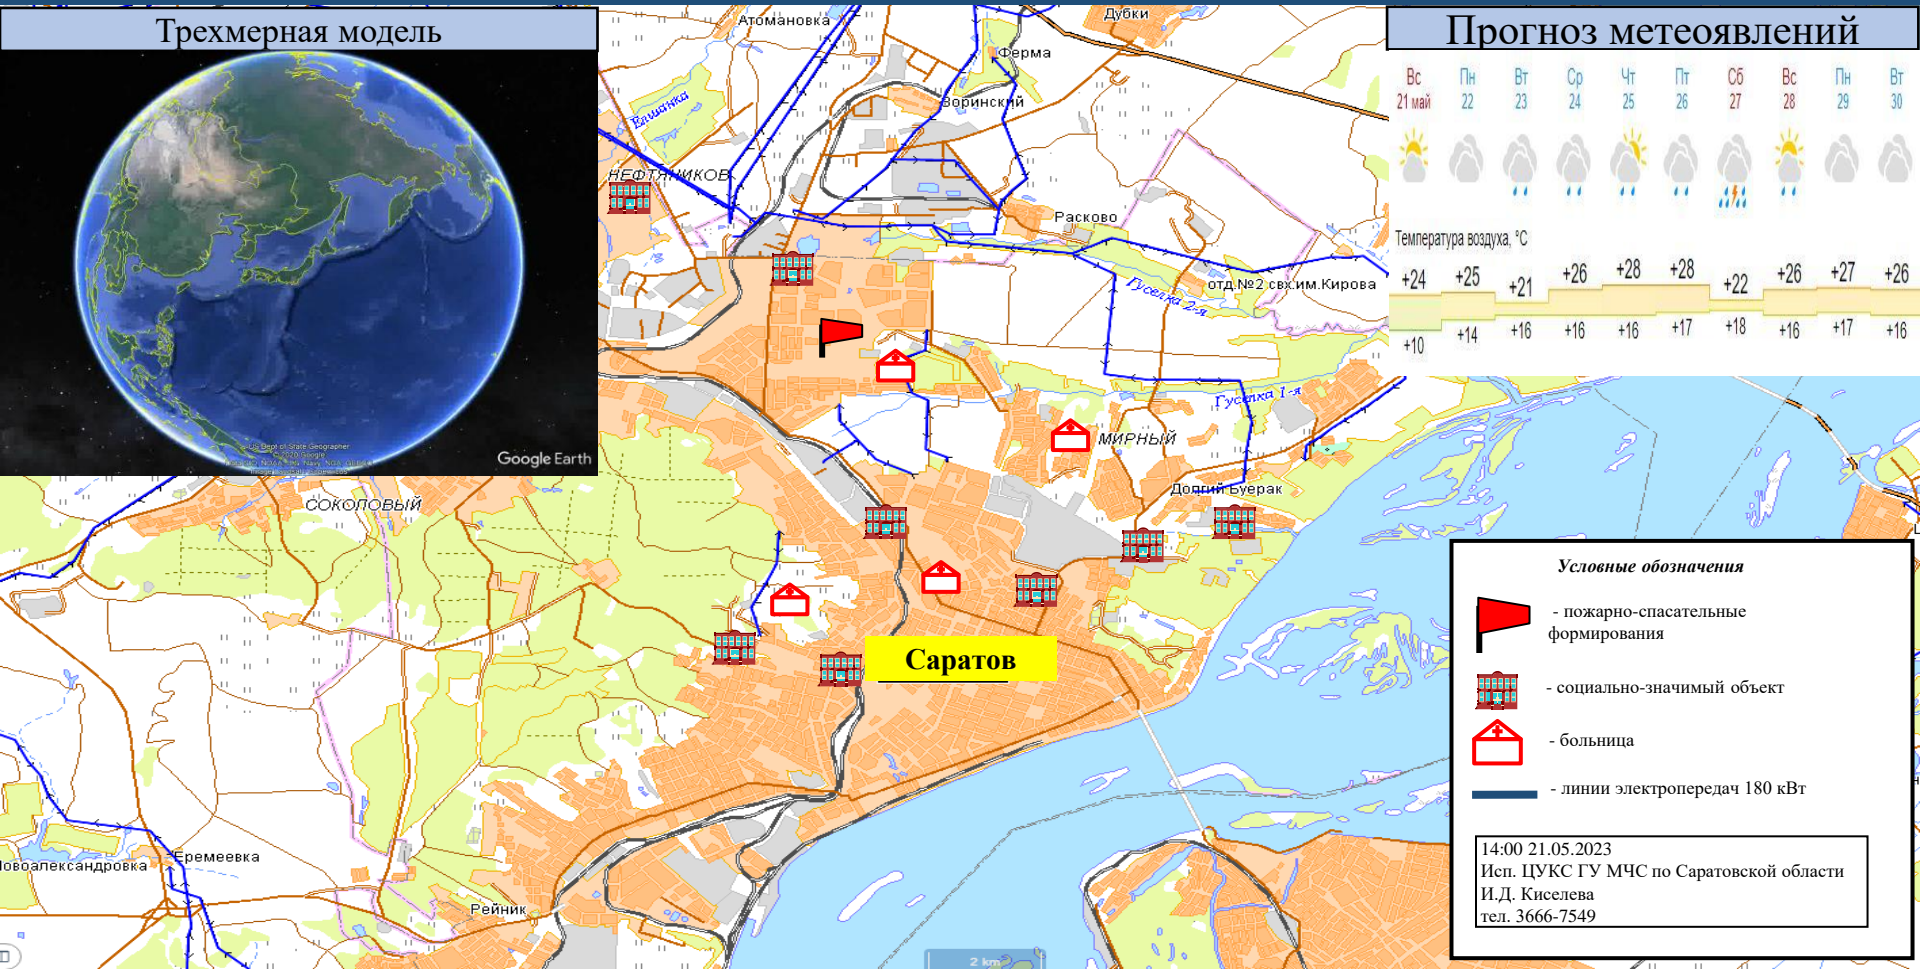 Трехмерная модель
Google Earth
Прогноз метеоявлений
Вс Пн Вт Ср Чт Пт Сб Вс Пн Вт
21 май 22 23 24 25 26 27 28 29 30
Температура воздуха, °C
+24 +25 +21 +26 +28 +28 +22 +26 +27 +26
+10 +14 +16 +16 +16 +17 +18 +16 +17 +16
Атомановка
Дубки
Ферма
Зоринский
Елшанка
НЕФТЯНИКОВ
Расково
отд.№2 свх.им.Кирова
Гуселка 2-я
Гуселка 1-я
МИРНЫЙ
Долгий Буерак
СОКОЛОВЫЙ
Саратов
Еремеевка
Новоалександровка
Рейник
2 km
Условные обозначения
- пожарно-спасательные
формирования
- социально-значимый объект
- больница
- линии электропередач 180 кВт
14:00 21.05.2023
Исп. ЦУКС ГУ МЧС по Саратовской области
И.Д. Киселева
тел. 3666-7549